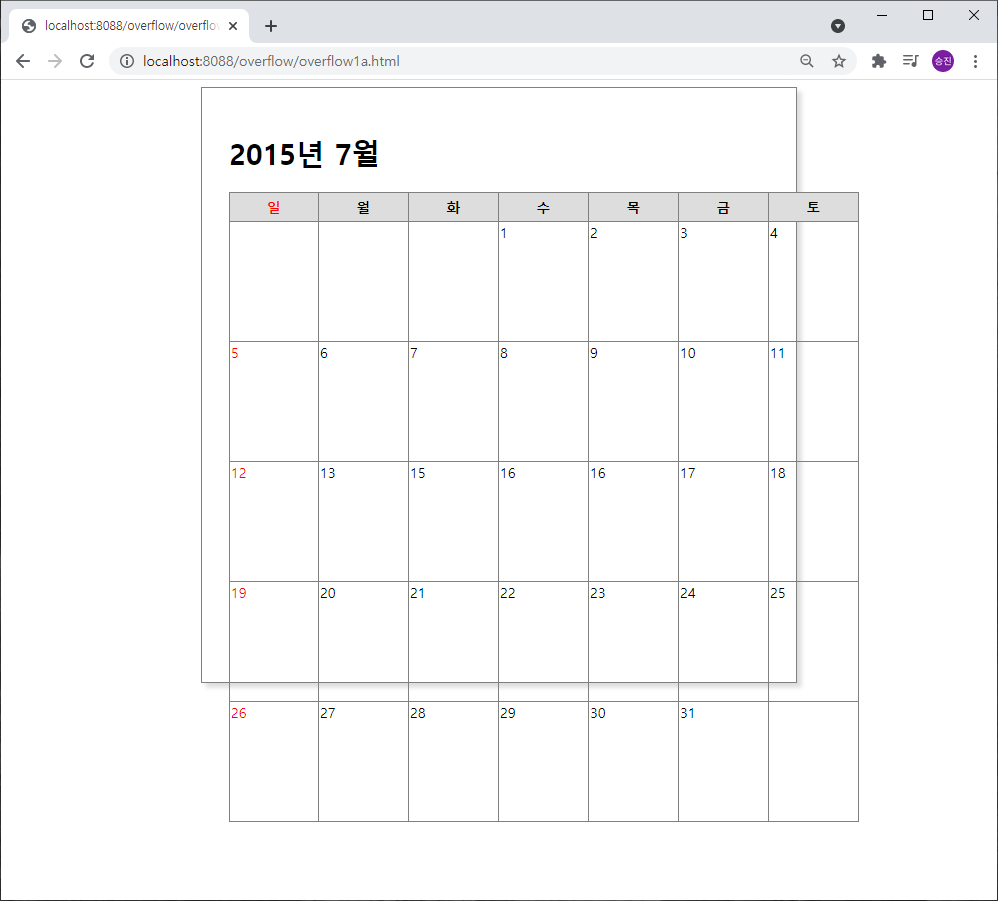 localhost:8088/overflow/overflo
localhost:8088/overflow/overflow1a.html
승진
2015년 7월
일 월 화 수 목 금 토
1 2 3 4
5 6 7 8 9 10 11
12 13 15 16 16 17 18
19 20 21 22 23 24 25
26 27 28 29 30 31